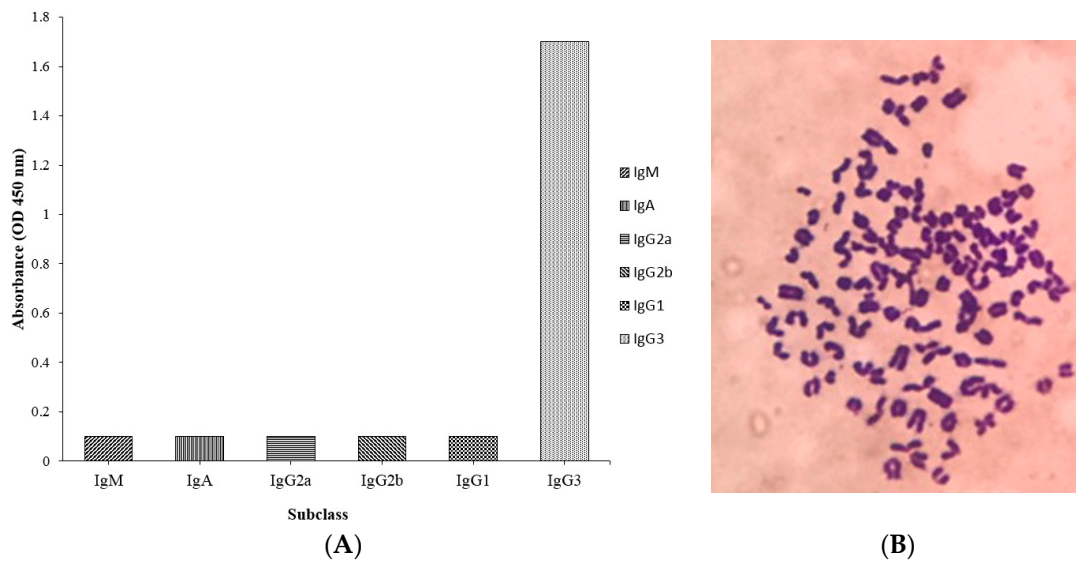 1.8
1.6
1.4
1.2
1
0.8
0.6
0.4
0.2
0
Absorbance (OD 450 nm)
IgM
IgA
IgG2a
IgG2b
IgG1
IgG3
Subclass
IgM
IgA
IgG2a
IgG2b
IgG1
IgG3
(A)
(B)